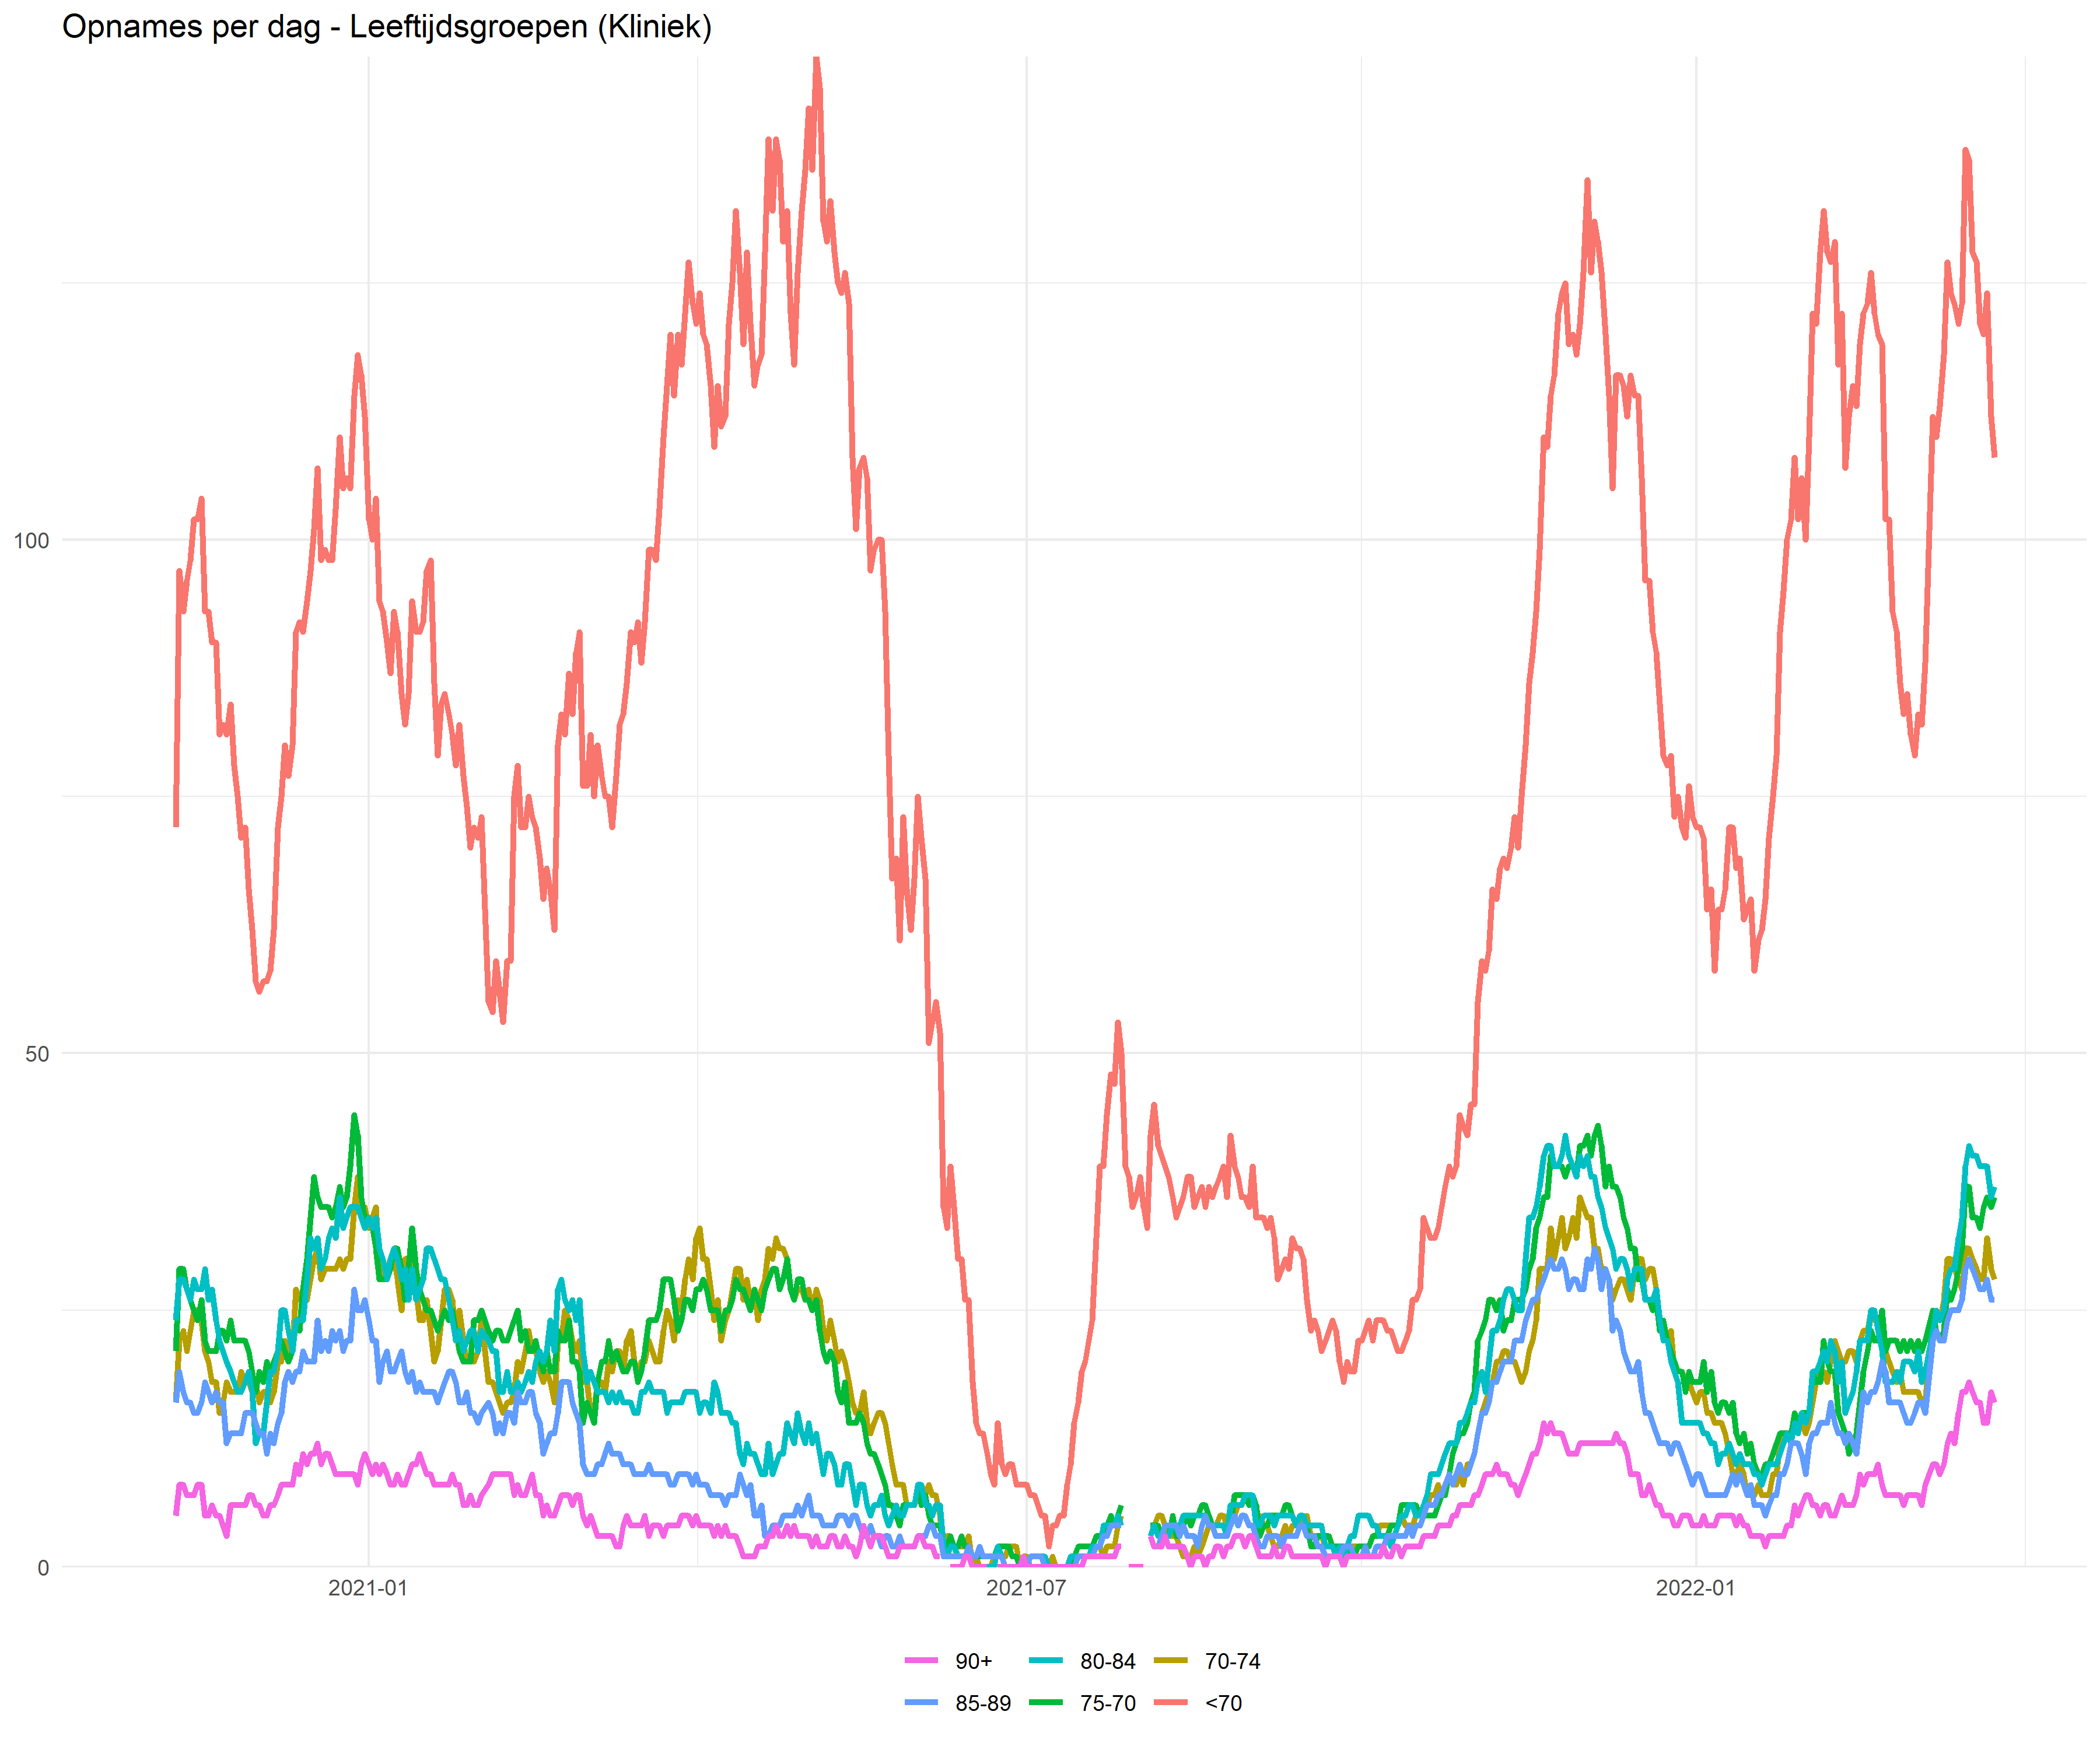 Opnames per dag - Leeftijdsgroepen (Kliniek)
100
50
0
2021-01 2021-07 2022-01
90+ 80-84 70-74
85-89 75-70 <70